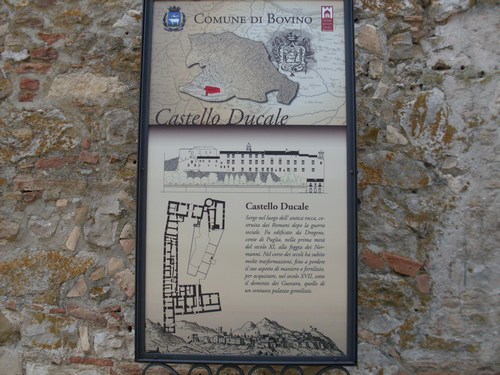 Comune di Bovino
Castello Ducale
Castello Ducale
Sorge nel luogo dell' antica rocca, co-
struita dai Romani dopo la guerra
sociale. Fu edificato da Drogone,
conte di Puglia, nella prima metà
del secolo XI, alla foggia dei Nor-
manni. Nel corso dei secoli ha subito
molte trasformazioni, fino a perdere
il suo aspetto di maniero e fortilizio,
per acquistare, nel secolo XVII, sotto
il dominio dei Guevara, quello di
un sontuoso palazzo gentilizio.